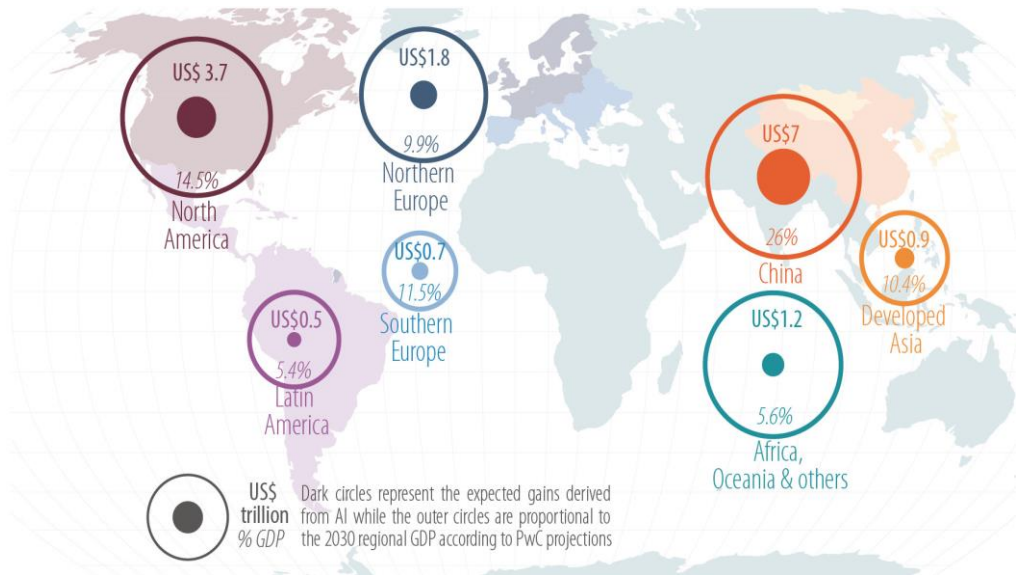 US$ 3.7
14.5%
North
America
US$1.8
9.9%
Northern
Europe
US$7
26%
China
US$0.9
10.4%
Developed
Asia
US$0.7
11.5%
Southern
Europe
US$0.5
5.4%
Latin
America
US$1.2
5.6%
Africa,
Oceania & others
US$
trillion
% GDP
Dark circles represent the expected gains derived
from AI while the outer circles are proportional to
the 2030 regional GDP according to PwC projections